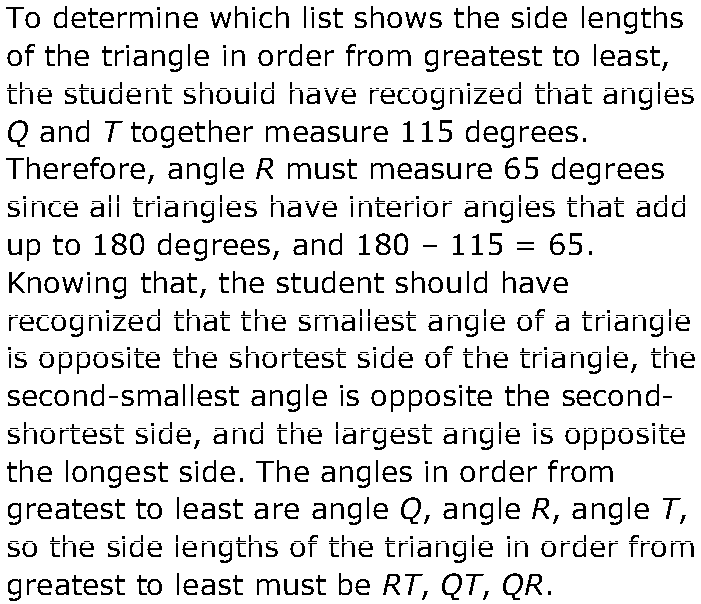 To determine which list shows the side lengths
of the triangle in order from greatest to least,
the student should have recognized that angles
Q and T together measure 115 degrees.
Therefore, angle R must measure 65 degrees
since all triangles have interior angles that add
up to 180 degrees, and 180 – 115 = 65.
Knowing that, the student should have
recognized that the smallest angle of a triangle
is opposite the shortest side of the triangle, the
second-smallest angle is opposite the second-
shortest side, and the largest angle is opposite
the longest side. The angles in order from
greatest to least are angle Q, angle R, angle T,
so the side lengths of the triangle in order from
greatest to least must be RT, QT, QR.